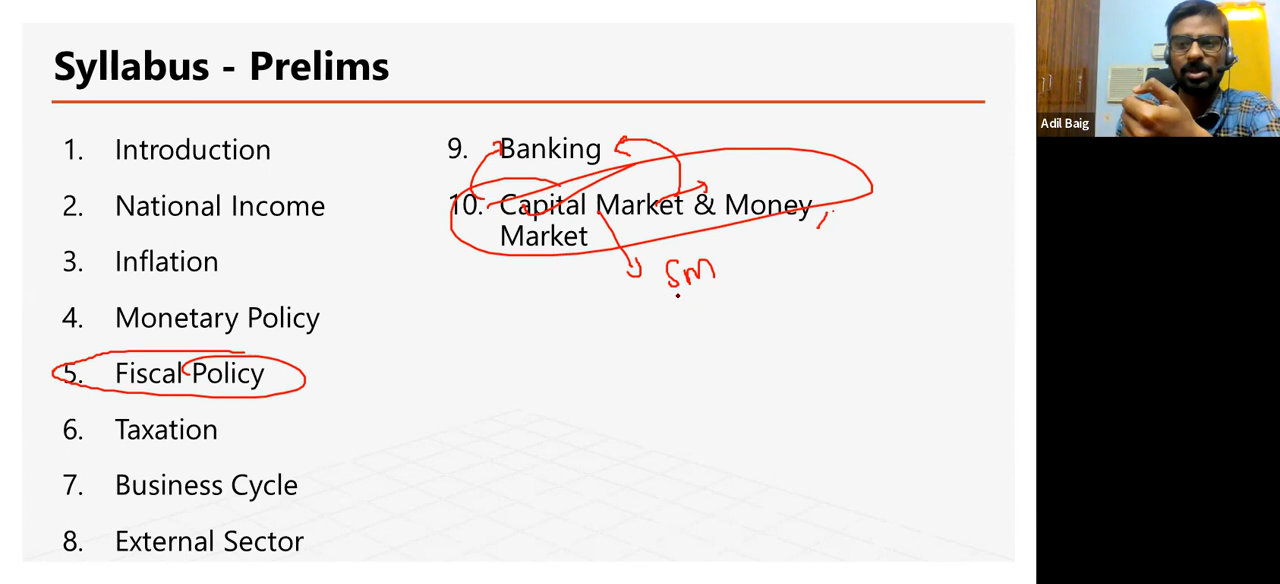 Syllabus - Prelims
1. Introduction
2. National Income
3. Inflation
4. Monetary Policy
5. Fiscal Policy
6. Taxation
7. Business Cycle
8. External Sector
9. Banking
10. Capital Market & Money
Market
SM
Adil Baig